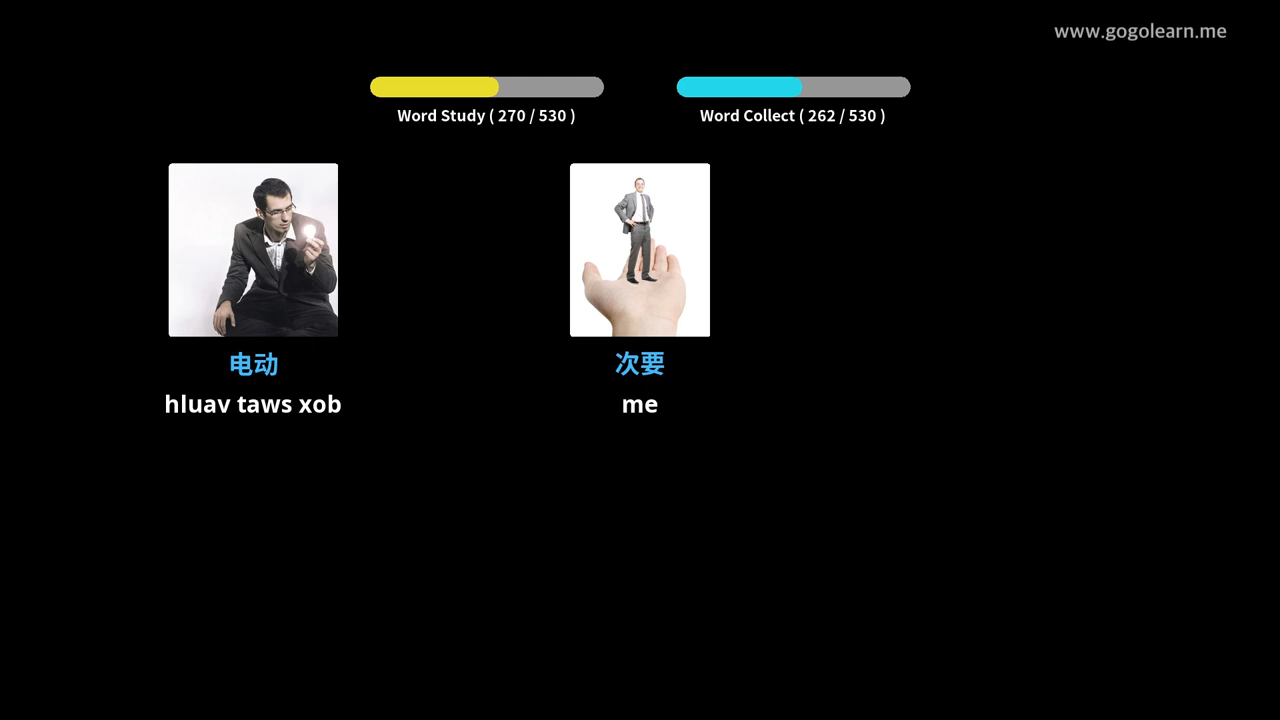 www.gogolearn.me
Word Study ( 270 / 530 )
Word Collect ( 262 / 530 )
电动
次要
hluav taws xob
me